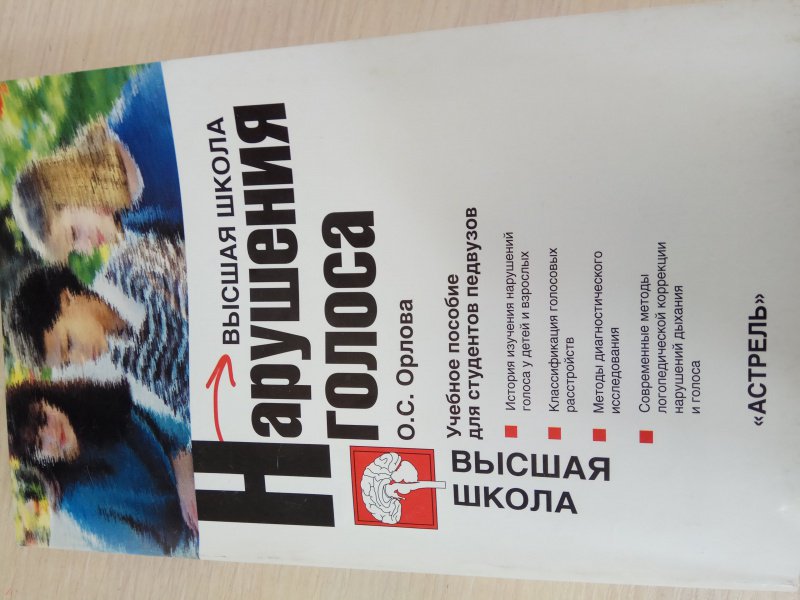 ВЫСШАЯ ШКОЛА
Нарушения
голоса
О.С. Орлова
Учебное пособие
для студентов педвузов
История изучения нарушений
голоса у детей и взрослых
Классификация голосовых
расстройств
Методы диагностического
исследования
Современные методы
логопедической коррекции
нарушений дыхания
и голоса
ВЫСШАЯ
ШКОЛА
«АСТРЕЛЬ»